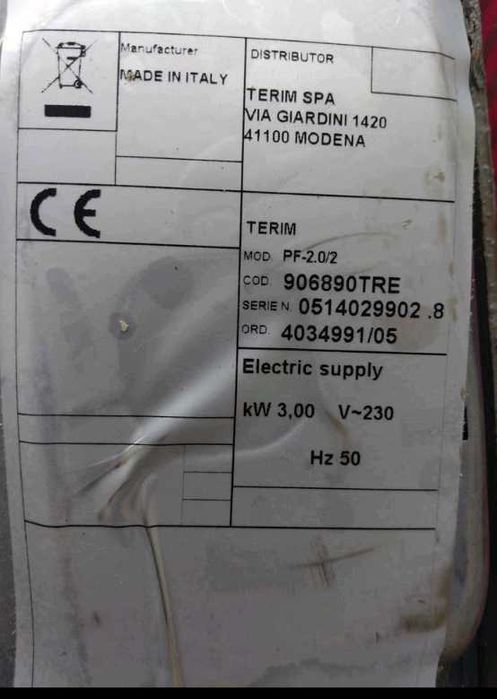 Manufacturer
MADE IN ITALY
DISTRIBUTOR
TERIM SPA
VIA GIARDINI 1420
41100 MODENA
CE
TERIM
MOD. PF-2.0/2
COD. 906890TRE
SERIE N. 0514029902 .8
ORD. 4034991/05
Electric supply
kW 3,00 V~230
Hz 50